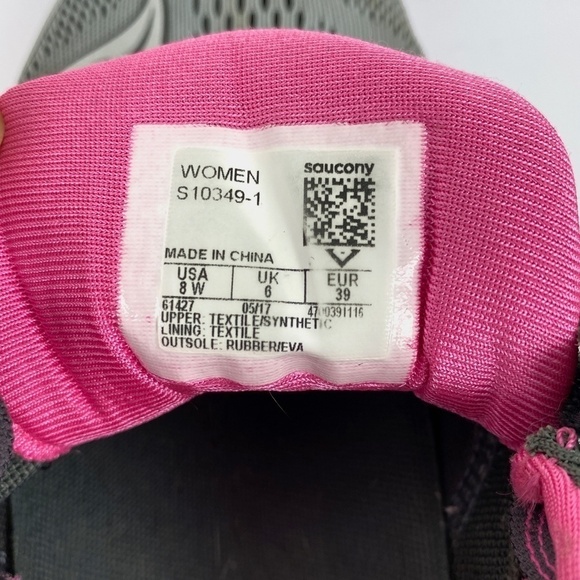 WOMEN saucony
S10349-1
MADE IN CHINA
USA UK EUR
8 W 6 39
61427 05/17
UPPER: TEXTILE/SYNTHETIC
LINING: TEXTILE
OUTSOLE: RUBBER/EVA